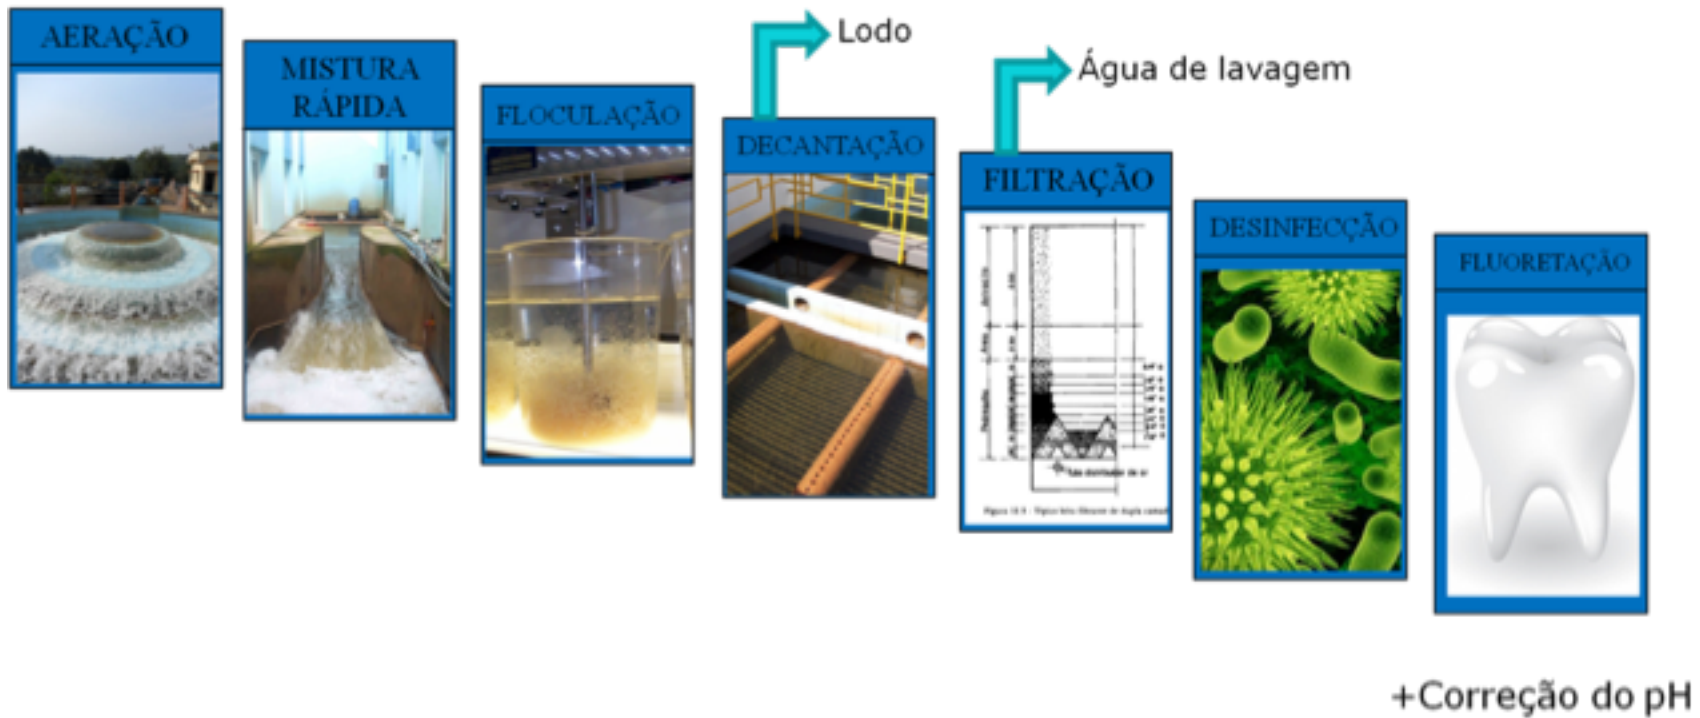 AERAÇÃO
MISTURA
RÁPIDA
FLOCULAÇÃO
DECANTAÇÃO
Lodo
FILTRAÇÃO
Água de lavagem
DESINFECÇÃO
FLUORETAÇÃO
+Correção do pH